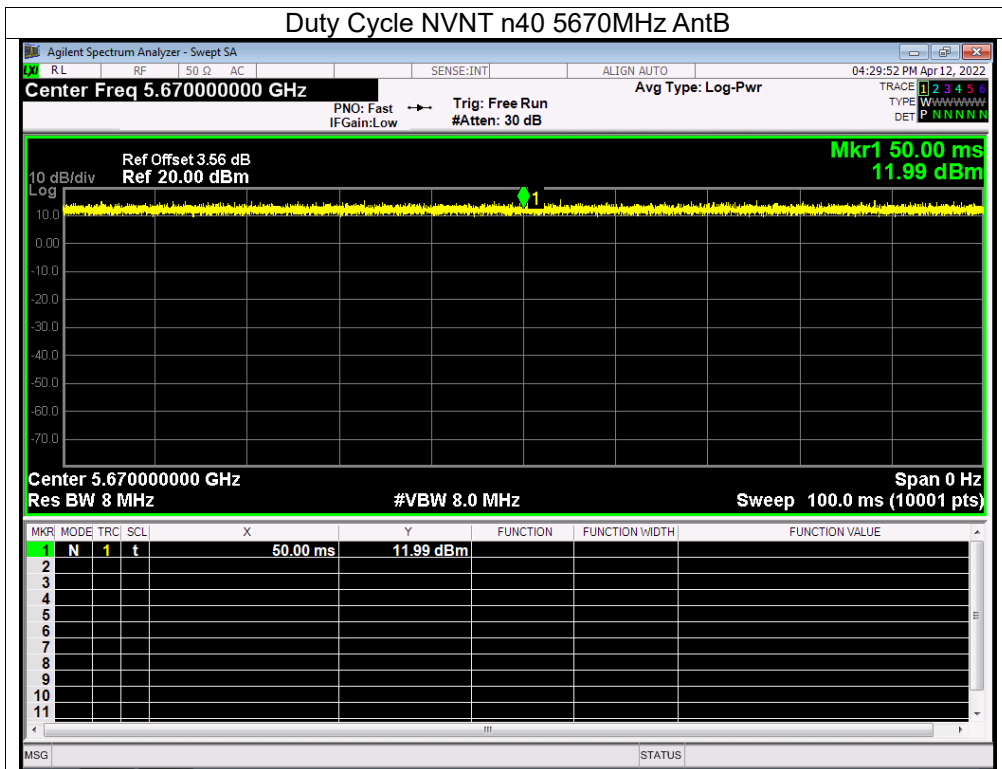 Duty Cycle NVNT n40 5670MHz AntB
Agilent Spectrum Analyzer - Swept SA
LXI RL RF 50 Ω AC SENSE:INT ALIGN AUTO 04:29:52 PM Apr 12, 2022
Center Freq 5.670000000 GHz Avg Type: Log-Pwr TRACE 1 2 3 4 5 6
PNO: Fast Trig: Free Run TYPE WWWWWW
IFGain:Low #Atten: 30 dB DET P N N N N N
Mkr1 50.00 ms
Ref Offset 3.56 dB
10 dB/div Ref 20.00 dBm 11.99 dBm
Log
1
10.0
0.00
-10.0
-20.0
-30.0
-40.0
-50.0
-60.0
-70.0
Center 5.670000000 GHz Span 0 Hz
Res BW 8 MHz #VBW 8.0 MHz Sweep 100.0 ms (10001 pts)
MKR MODE TRC SCL X Y FUNCTION FUNCTION WIDTH FUNCTION VALUE
1 N 1 t 50.00 ms 11.99 dBm
2
3
4
5
6
7
8
9
10
11
MSG STATUS